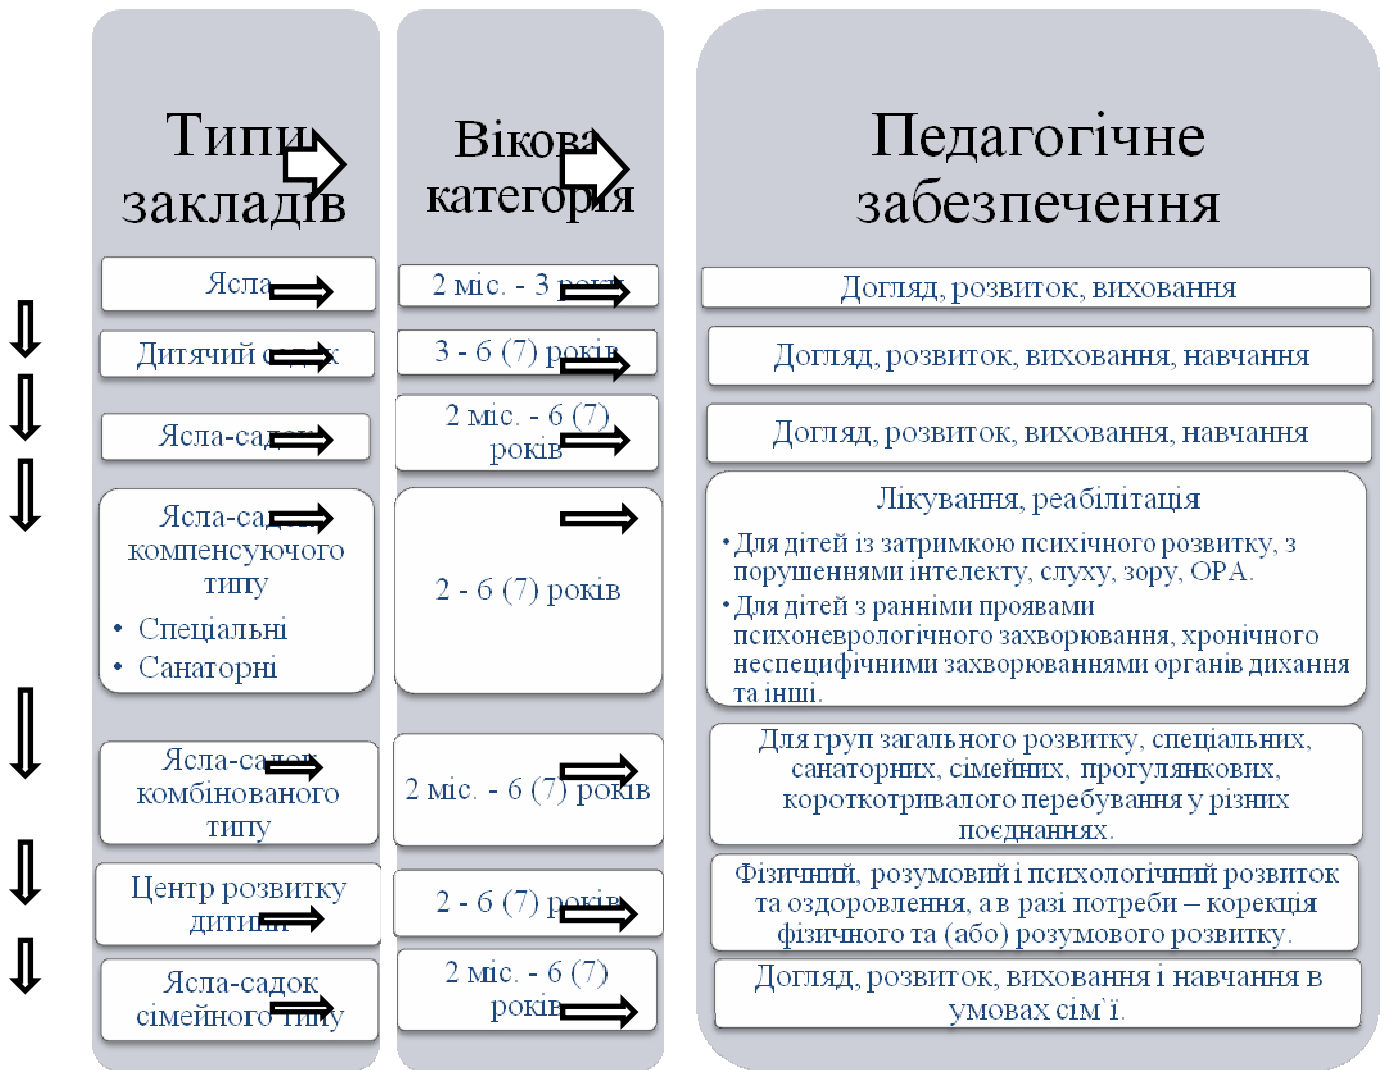 Типи
закладів
Вікова
категорія
Педагогічне
забезпечення
Ясла
2 міс. - 3 роки
Догляд, розвиток, виховання
Дитячий садок
3 - 6 (7) років
Догляд, розвиток, виховання, навчання
Ясла-садок
2 міс. - 6 (7)
років
Догляд, розвиток, виховання, навчання
Ясла-садок
компенсуючого
типу
• Спеціальні
• Санаторні
2 - 6 (7) років
Лікування, реабілітація
• Для дітей із затримкою психічного розвитку, з
порушеннями інтелекту, слуху, зору, ОРА.
• Для дітей з ранніми проявами
психоневрологічного захворювання, хронічного
неспецифічними захворюваннями органів дихання
та інші.
Ясла-садок
комбінованого
типу
2 міс. - 6 (7) років
Для груп загального розвитку, спеціальних,
санаторних, сімейних, прогулянкових,
короткотривалого перебування у різних
поєднаннях.
Центр розвитку
дитини
2 - 6 (7) років
Фізичний, розумовий і психологічний розвиток
та оздоровлення, а в разі потреби – корекція
фізичного та (або) розумового розвитку.
Ясла-садок
сімейного типу
2 міс. - 6 (7)
років
Догляд, розвиток, виховання і навчання в
умовах сім`ї.